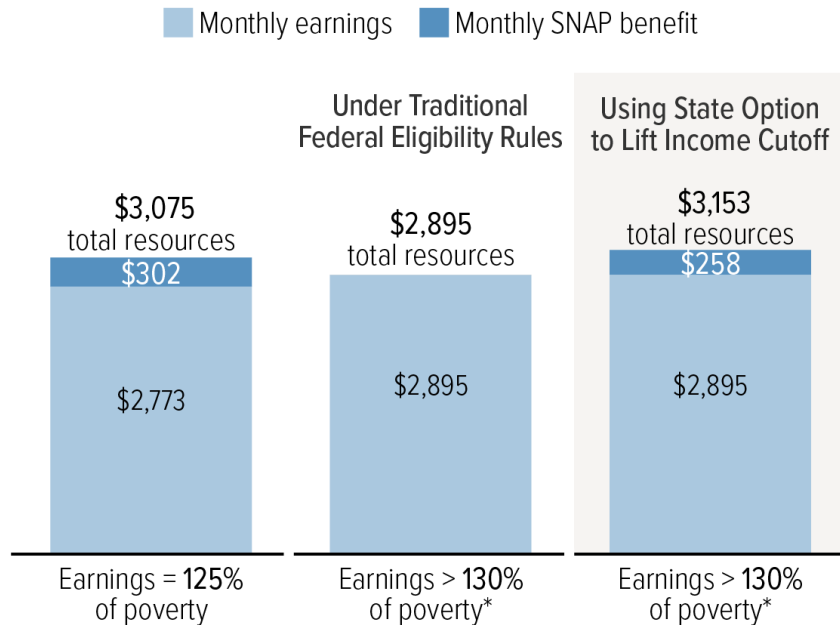 Monthly earnings Monthly SNAP benefit
Under Traditional
Federal Eligibility Rules
Using State Option
to Lift Income Cutoff
$3,075
total resources
$302
$2,773
Earnings = 125%
of poverty
$2,895
total resources
$2,895
Earnings > 130%
of poverty*
$3,153
total resources
$258
$2,895
Earnings > 130%
of poverty*